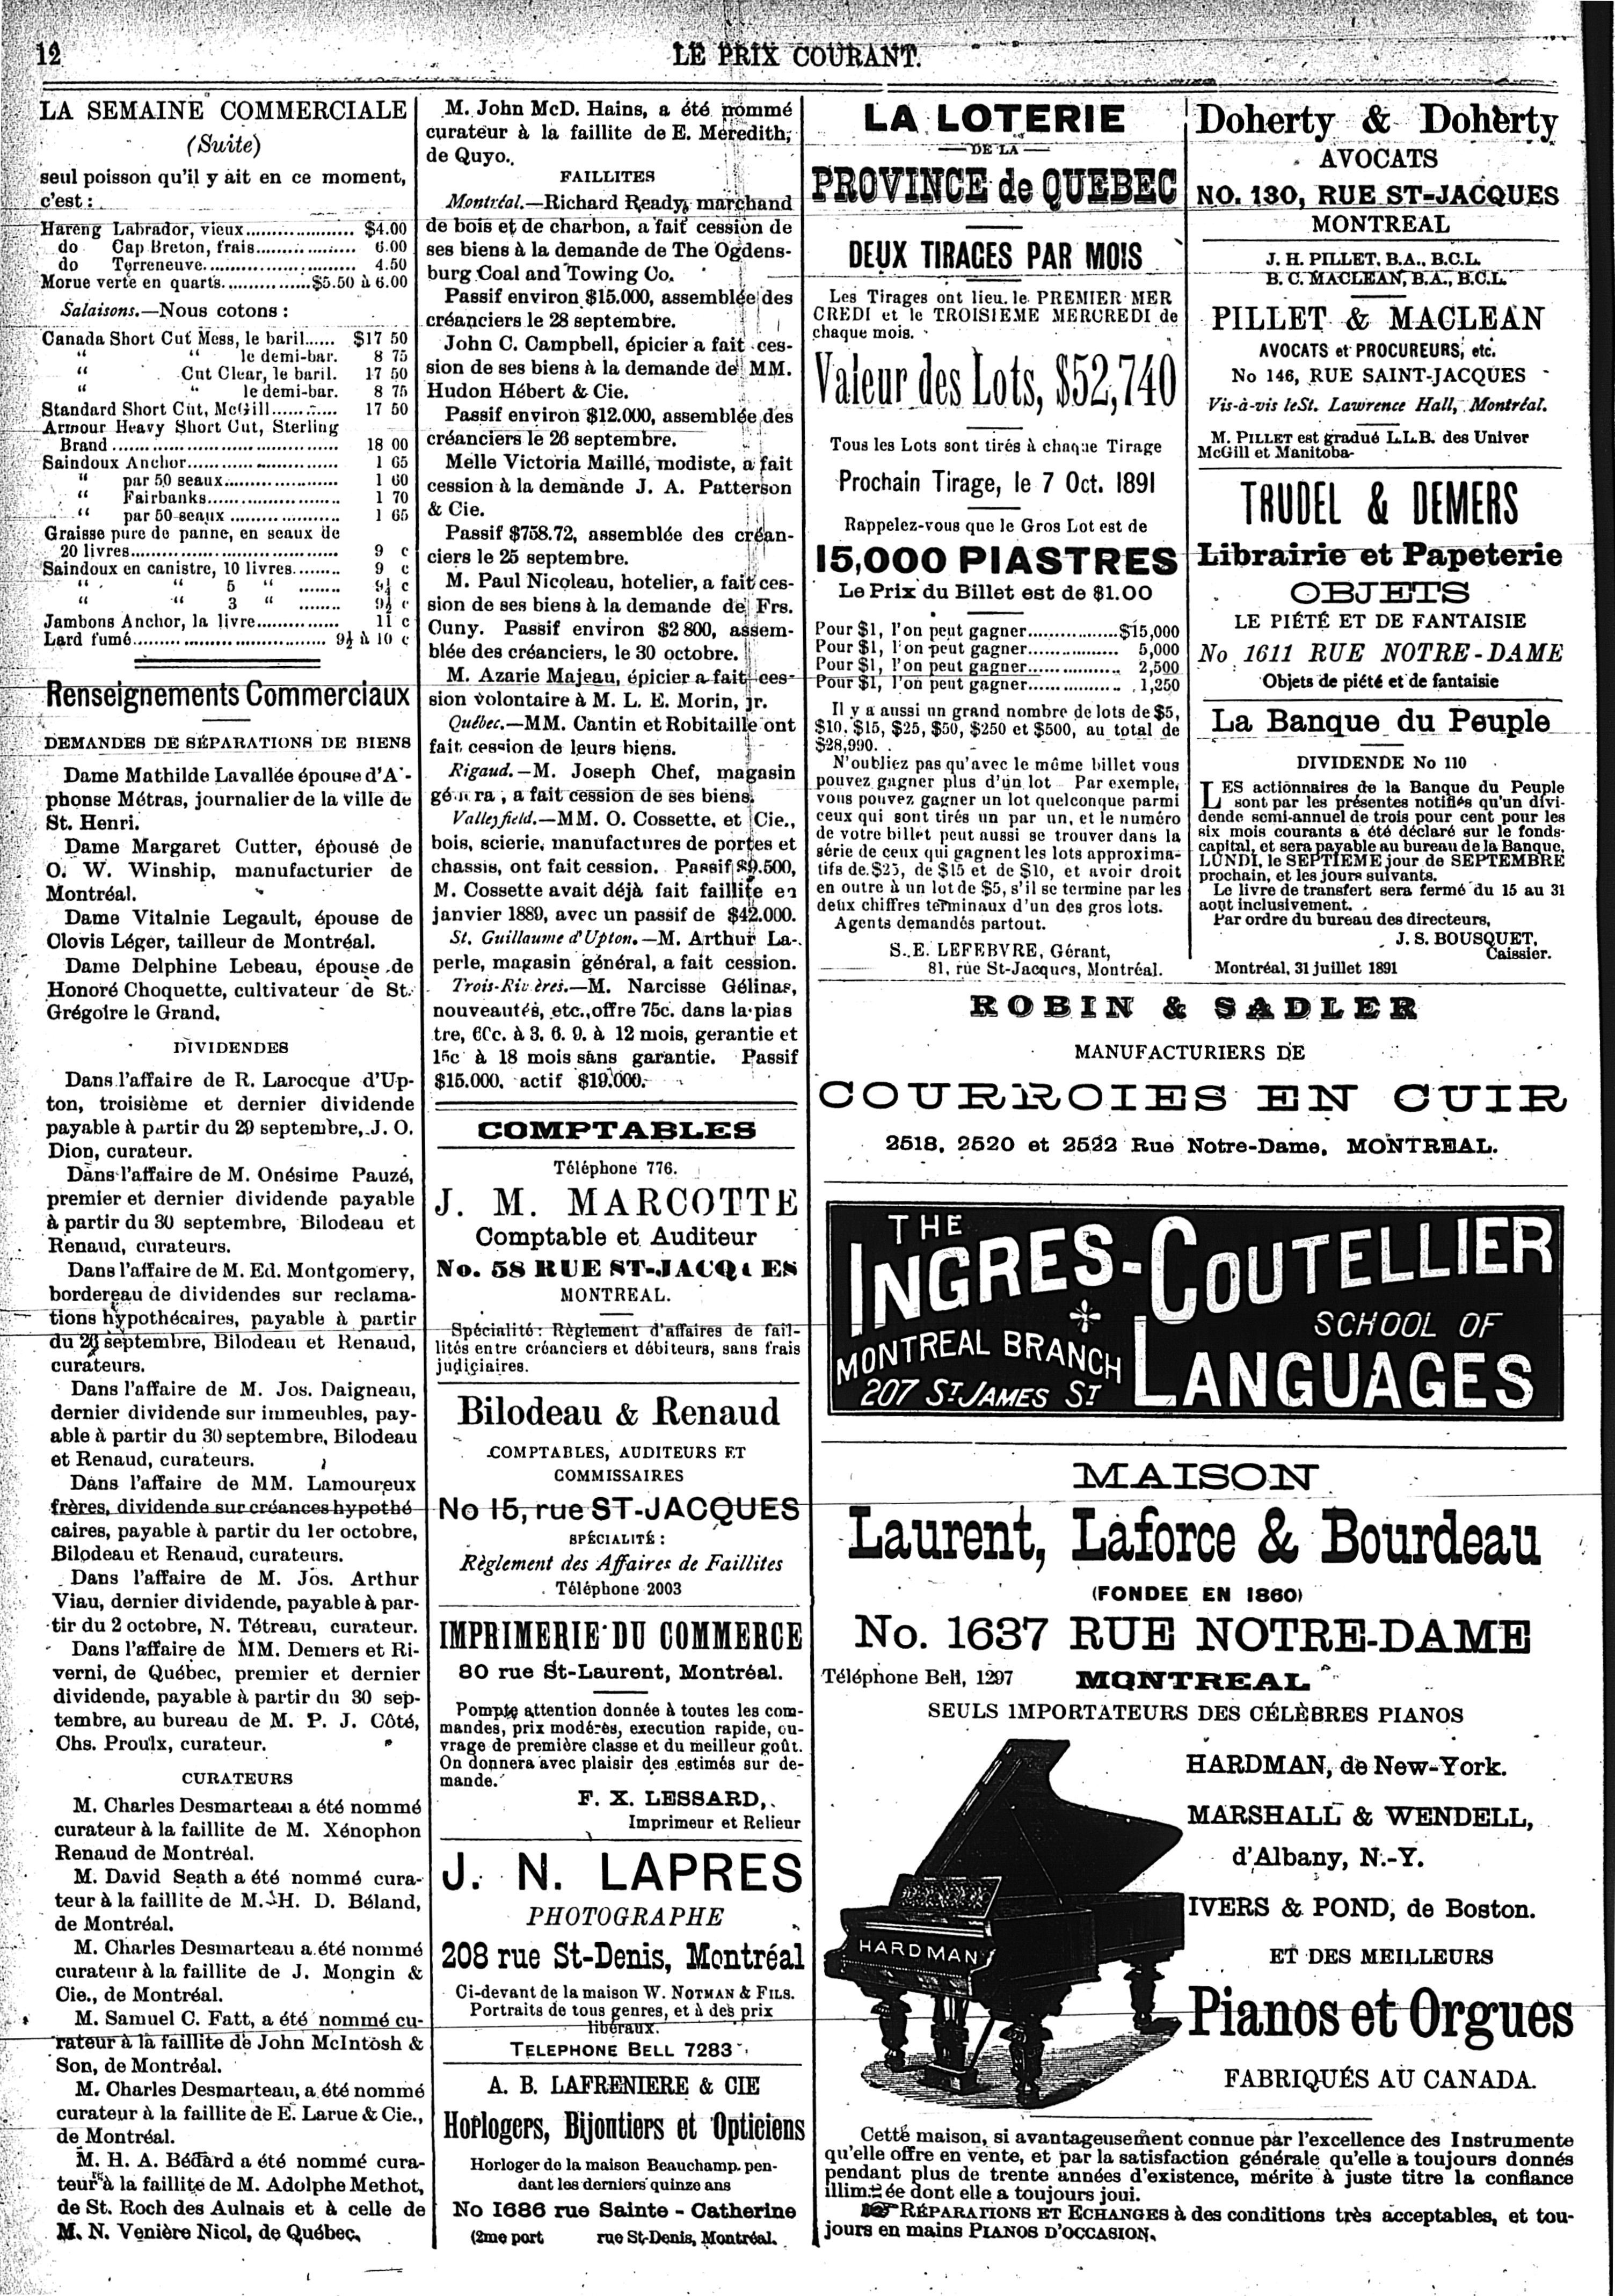 12
LE PRIX COURANT.
LA SEMAINE COMMERCIALE
(Suite)
seul poisson qu'il y ait en ce moment,
c'est :
Hareng Labrador, vieux.................... $4.00
do Cap Breton, frais.................. 6.00
do Terreneuve........................ 4.50
Morue verte en quarts...............$5.50 à 6.00
Salaisons.—Nous cotons :
Canada Short Cut Mess, le baril...... $17 50
" " le demi-bar. 8 75
" Cut Clear, le baril. 17 50
" " le demi-bar. 8 75
Standard Short Cut, McGill............ 17 50
Armour Heavy Short Cut, Sterling
Brand .................................... 18 00
Saindoux Anchor........................... 1 65
" par 50 seaux.................... 1 60
" Fairbanks........................ 1 70
" par 50 seaux ................... 1 65
Graisse pure de panne, en seaux de
20 livres.................................. 9 c
Saindoux en canistre, 10 livres........ 9 c
" " 5 " ........ 9¼ c
" " 3 " ........ 9½ c
Jambons Anchor, la livre............... 11 c
Lard fumé............................... 9½ à 10 c
Renseignements Commerciaux
DEMANDES DE SÉPARATIONS DE BIENS
Dame Mathilde Lavallée épouse d'A'-
phonse Métras, journalier de la ville de
St. Henri.
Dame Margaret Cutter, épouse de
O. W. Winship, manufacturier de
Montréal.
Dame Vitalnie Legault, épouse de
Clovis Léger, tailleur de Montréal.
Dame Delphine Lebeau, épouse de
Honoré Choquette, cultivateur de St.
Grégoire le Grand.
DIVIDENDES
Dans l'affaire de R. Larocque d'Up-
ton, troisième et dernier dividende
payable à partir du 29 septembre, J. O.
Dion, curateur.
Dans l'affaire de M. Onésime Pauzé,
premier et dernier dividende payable
à partir du 30 septembre, Bilodeau et
Renaud, curateurs.
Dans l'affaire de M. Ed. Montgomery,
bordereau de dividendes sur reclama-
tions hypothécaires, payable à partir
du septembre, Bilodeau et Renaud,
curateurs.
Dans l'affaire de M. Jos. Daigneau,
dernier dividende sur immeubles, pay-
able à partir du 30 septembre, Bilodeau
et Renaud, curateurs.
Dans l'affaire de MM. Lamoureux
frères, dividende sur créances hypothé
caires, payable à partir du 1er octobre,
Bilodeau et Renaud, curateurs.
Dans l'affaire de M. Jos. Arthur
Viau, dernier dividende, payable à par-
tir du 2 octobre, N. Tétreau, curateur.
Dans l'affaire de MM. Demers et Ri-
verni, de Québec, premier et dernier
dividende, payable à partir du 30 sep-
tembre, au bureau de M. P. J. Côté,
Chs. Proulx, curateur.
CURATEURS
M. Charles Desmarteau a été nommé
curateur à la faillite de M. Xénophon
Renaud de Montréal.
M. David Seath a été nommé cura-
teur à la faillite de M. H. D. Béland,
de Montréal.
M. Charles Desmarteau a été nommé
curateur à la faillite de J. Mongin &
Cie., de Montréal.
M. Samuel C. Fatt, a été nommé cu-
rateur à la faillite de John McIntosh &
Son, de Montréal.
M. Charles Desmarteau, a été nommé
curateur à la faillite de E. Larue & Cie.,
de Montréal.
M. H. A. Bédard a été nommé cura-
teur à la faillite de M. Adolphe Methot,
de St. Roch des Aulnais et à celle de
M. N. Venière Nicol, de Québec.
M. John McD. Hains, a été nommé
curateur à la faillite de E. Meredith,
de Quyo.
FAILLITES
Montréal.—Richard Ready, marchand
de bois et de charbon, a fait cession de
ses biens à la demande de The Ogdens-
burg Coal and Towing Co.
Passif environ $15.000, assemblée des
créanciers le 28 septembre.
John C. Campbell, épicier a fait ces-
sion de ses biens à la demande de MM.
Hudon Hébert & Cie.
Passif environ $12.000, assemblée des
créanciers le 26 septembre.
Melle Victoria Maillé, modiste, a fait
cession à la demande J. A. Patterson
& Cie.
Passif $758.72, assemblée des créan-
ciers le 25 septembre.
M. Paul Nicoleau, hotelier, a fait ces-
sion de ses biens à la demande de Frs.
Cuny. Passif environ $2 800, assem-
blée des créanciers, le 30 octobre.
M. Azarie Majeau, épicier a fait ces-
sion volontaire à M. L. E. Morin, jr.
Québec.—MM. Cantin et Robitaille ont
fait cession de leurs biens.
Rigaud.—M. Joseph Chef, magasin
géné ra , a fait cession de ses biens.
Valleyfield.—MM. O. Cossette, et Cie.,
bois, scierie, manufactures de portes et
chassis, ont fait cession. Passif $9.500,
M. Cossette avait déjà fait faillite en
janvier 1889, avec un passif de $42.000.
St. Guillaume d'Upton.—M. Arthur La-
perle, magasin général, a fait cession.
Trois-Rivières.—M. Narcisse Gélinas,
nouveautés, etc., offre 75c. dans la pias
tre, 60c. à 3. 6. 9. à 12 mois, gerantie et
15c à 18 mois sans garantie. Passif
$15.000. actif $19.000.
COMPTABLES
Téléphone 776.
J. M. MARCOTTE
Comptable et Auditeur
No. 58 RUE ST-JACQUES
MONTREAL.
Spécialité : Règlement d'affaires de fail-
lités entre créanciers et débiteurs, sans frais
judiciaires.
Bilodeau & Renaud
COMPTABLES, AUDITEURS ET
COMMISSAIRES
No 15, rue ST-JACQUES
SPÉCIALITÉ :
Règlement des Affaires de Faillites
Téléphone 2003
IMPRIMERIE DU COMMERCE
80 rue St-Laurent, Montréal.
Pompte attention donnée à toutes les com-
mandes, prix modérés, execution rapide, ou-
vrage de première classe et du meilleur goût.
On donnera avec plaisir des estimés sur de-
mande.
F. X. LESSARD,
Imprimeur et Relieur
J. N. LAPRES
PHOTOGRAPHE
208 rue St-Denis, Montréal
Ci-devant de la maison W. NOTMAN & FILS.
Portraits de tous genres, et à des prix
libéraux.
TELEPHONE BELL 7283
A. B. LAFRENIERE & CIE
Horlogers, Bijontiers et Opticiens
Horloger de la maison Beauchamp. pen-
dant les derniers quinze ans
No 1686 rue Sainte - Catherine
(2me port rue St-Denis, Montréal.
LA LOTERIE
DE LA
PROVINCE de QUEBEC
DEUX TIRAGES PAR MOIS
Les Tirages ont lieu le PREMIER MER
CREDI et le TROISIEME MERCREDI de
chaque mois.
Valeur des Lots, $52,740
Tous les Lots sont tirés à chaque Tirage
Prochain Tirage, le 7 Oct. 1891
Rappelez-vous que le Gros Lot est de
15,000 PIASTRES
Le Prix du Billet est de $1.00
Pour $1, l'on peut gagner................$15,000
Pour $1, l'on peut gagner................ 5,000
Pour $1, l'on peut gagner................ 2,500
Pour $1, l'on peut gagner................ 1,250
Il y a aussi un grand nombre de lots de $5,
$10, $15, $25, $50, $250 et $500, au total de
$28,990.
N'oubliez pas qu'avec le même billet vous
pouvez gagner plus d'un lot Par exemple,
vous pouvez gagner un lot quelconque parmi
ceux qui sont tirés un par un, et le numéro
de votre billet peut aussi se trouver dans la
série de ceux qui gagnent les lots approxima-
tifs de $25, de $15 et de $10, et avoir droit
en outre à un lot de $5, s'il se termine par les
deux chiffres terminaux d'un des gros lots.
Agents demandés partout.
S. E. LEFEBVRE, Gérant,
81, rue St-Jacques, Montréal.
Doherty & Doherty
AVOCATS
NO. 130, RUE ST-JACQUES
MONTREAL
J. H. PILLET, B.A., B.C.L.
B. C. MACLEAN, B.A., B.C.L.
PILLET & MACLEAN
AVOCATS et PROCUREURS, etc.
No 146, RUE SAINT-JACQUES
Vis-à-vis leSt. Lawrence Hall, Montréal.
M. PILLET est gradué L.L.B. des Univer
McGill et Manitoba-
TRUDEL & DEMERS
Librairie et Papeterie
OBJETS
LE PIÉTÉ ET DE FANTAISIE
No 1611 RUE NOTRE-DAME
Objets de piété et de fantaisie
La Banque du Peuple
DIVIDENDE No 110
LES actionnaires de la Banque du Peuple
sont par les présentes notifiés qu'un divi-
dende semi-annuel de trois pour cent pour les
six mois courants a été déclaré sur le fonds-
capital, et sera payable au bureau de la Banque,
LUNDI, le SEPTIEME jour de SEPTEMBRE
prochain, et les jours suivants.
Le livre de transfert sera fermé du 15 au 31
août inclusivement.
Par ordre du bureau des directeurs,
J. S. BOUSQUET,
Caissier.
Montréal, 31 juillet 1891
ROBIN & SADLER
MANUFACTURIERS DE
COURROIES EN CUIR
2518, 2520 et 2522 Rue Notre-Dame, MONTREAL.
THE
INGRES-COUTELLIER
SCHOOL OF
LANGUAGES
MONTREAL BRANCH
207 ST. JAMES ST
MAISON
Laurent, Laforce & Bourdeau
(FONDEE EN 1860)
No. 1637 RUE NOTRE-DAME
Téléphone Bell, 1297 MONTREAL
SEULS IMPORTATEURS DES CÉLÈBRES PIANOS
HARDMAN, de New-York.
MARSHALL & WENDELL,
d'Albany, N.-Y.
IVERS & POND, de Boston.
ET DES MEILLEURS
Pianos et Orgues
FABRIQUÉS AU CANADA.
HARDMAN
Cette maison, si avantageusement connue par l'excellence des Instrumente
qu'elle offre en vente, et par la satisfaction générale qu'elle a toujours donnés
pendant plus de trente années d'existence, mérite à juste titre la confiance
illimitée dont elle a toujours joui.
RÉPARATIONS ET ECHANGES à des conditions très acceptables, et tou-
jours en mains PIANOS D'OCCASION.